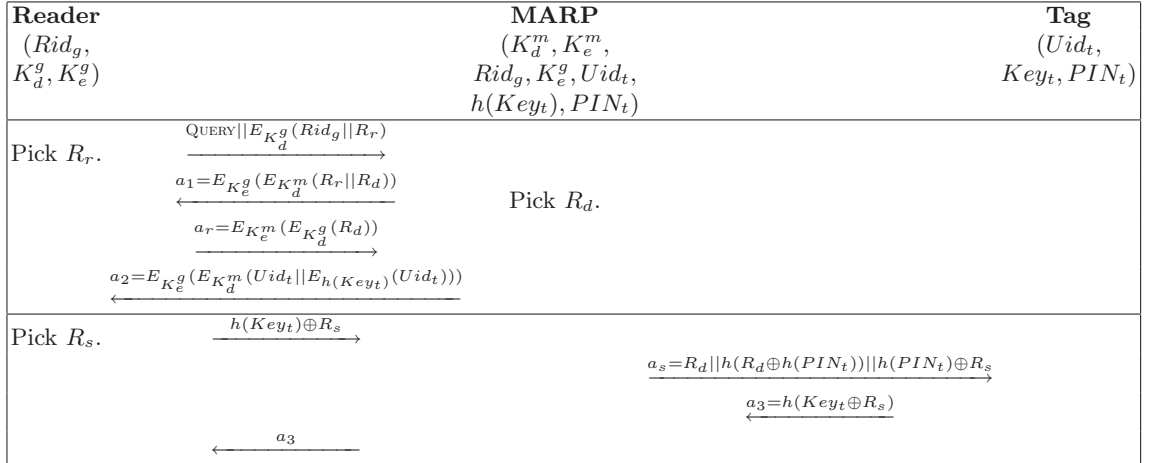 Reader MARP Tag
(Rid_g, (K_d^m, K_e^m, (Uid_t,
K_d^g, K_e^g) Rid_g, K_e^g, Uid_t, Key_t, PIN_t)
h(Key_t), PIN_t)
QUERY||E_{K_d^g}(Rid_g||R_r)
Pick R_r.
a_1=E_{K_e^g}(E_{K_d^m}(R_r||R_d))
Pick R_d.
a_r=E_{K_e^m}(E_{K_d^g}(R_d))
a_2=E_{K_e^g}(E_{K_d^m}(Uid_t||E_{h(Key_t)}(Uid_t)))
Pick R_s. h(Key_t)⊕R_s
a_s=R_d||h(R_d⊕h(PIN_t))||h(PIN_t)⊕R_s
a_3=h(Key_t⊕R_s)
a_3